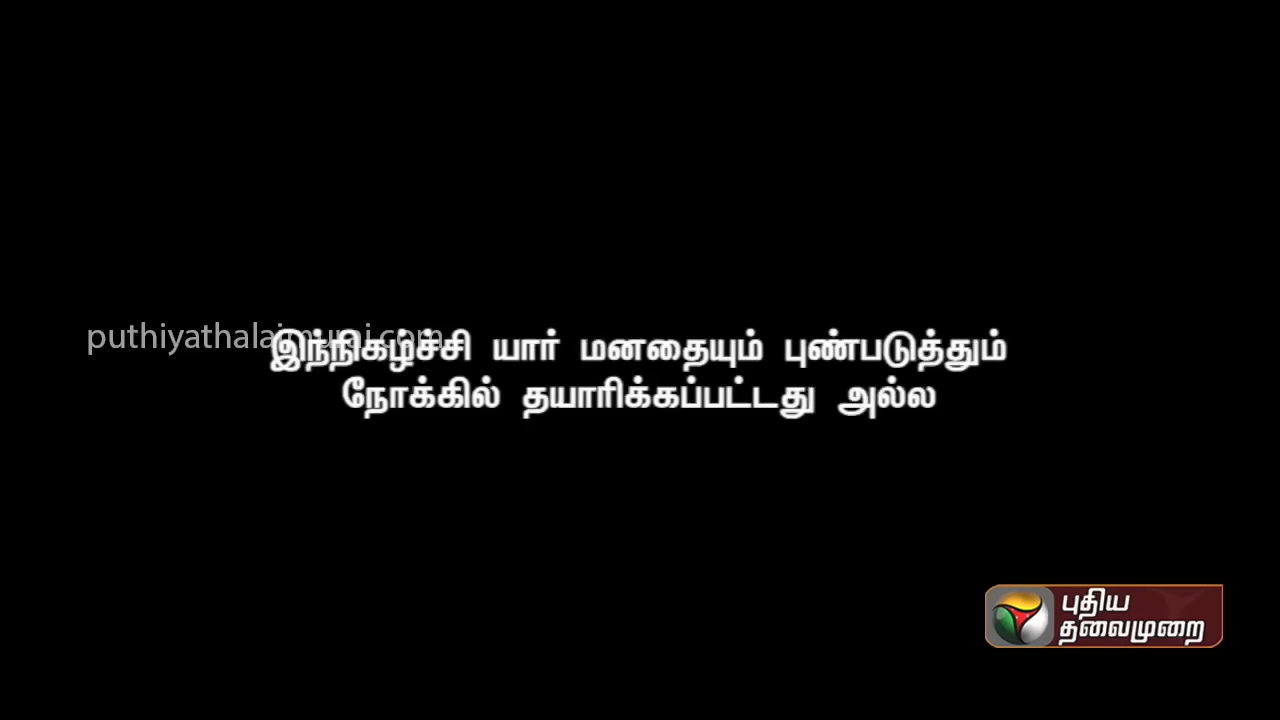 puthiyathalaimurai.com
இந்நிகழ்ச்சி யார் மனதையும் புண்படுத்தும்
நோக்கில் தயாரிக்கப்பட்டது அல்ல
புதிய
தலைமுறை